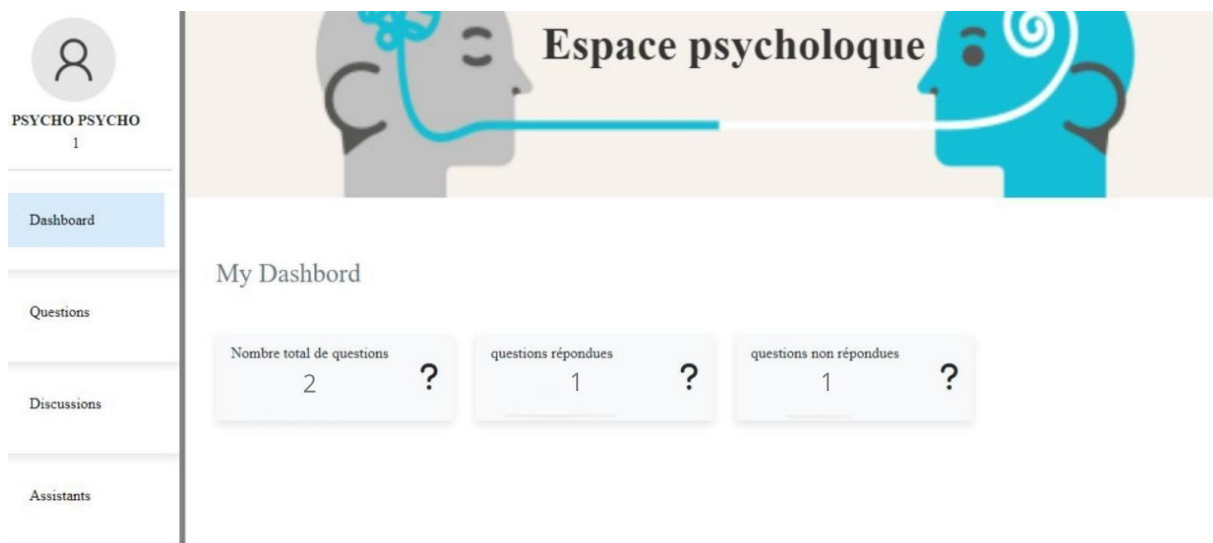 PSYCHO PSYCHO
1
Dashboard
Questions
Discussions
Assistants
Espace psycholoque
My Dashbord
Nombre total de questions
2
?
questions répondues
1
?
questions non répondues
1
?